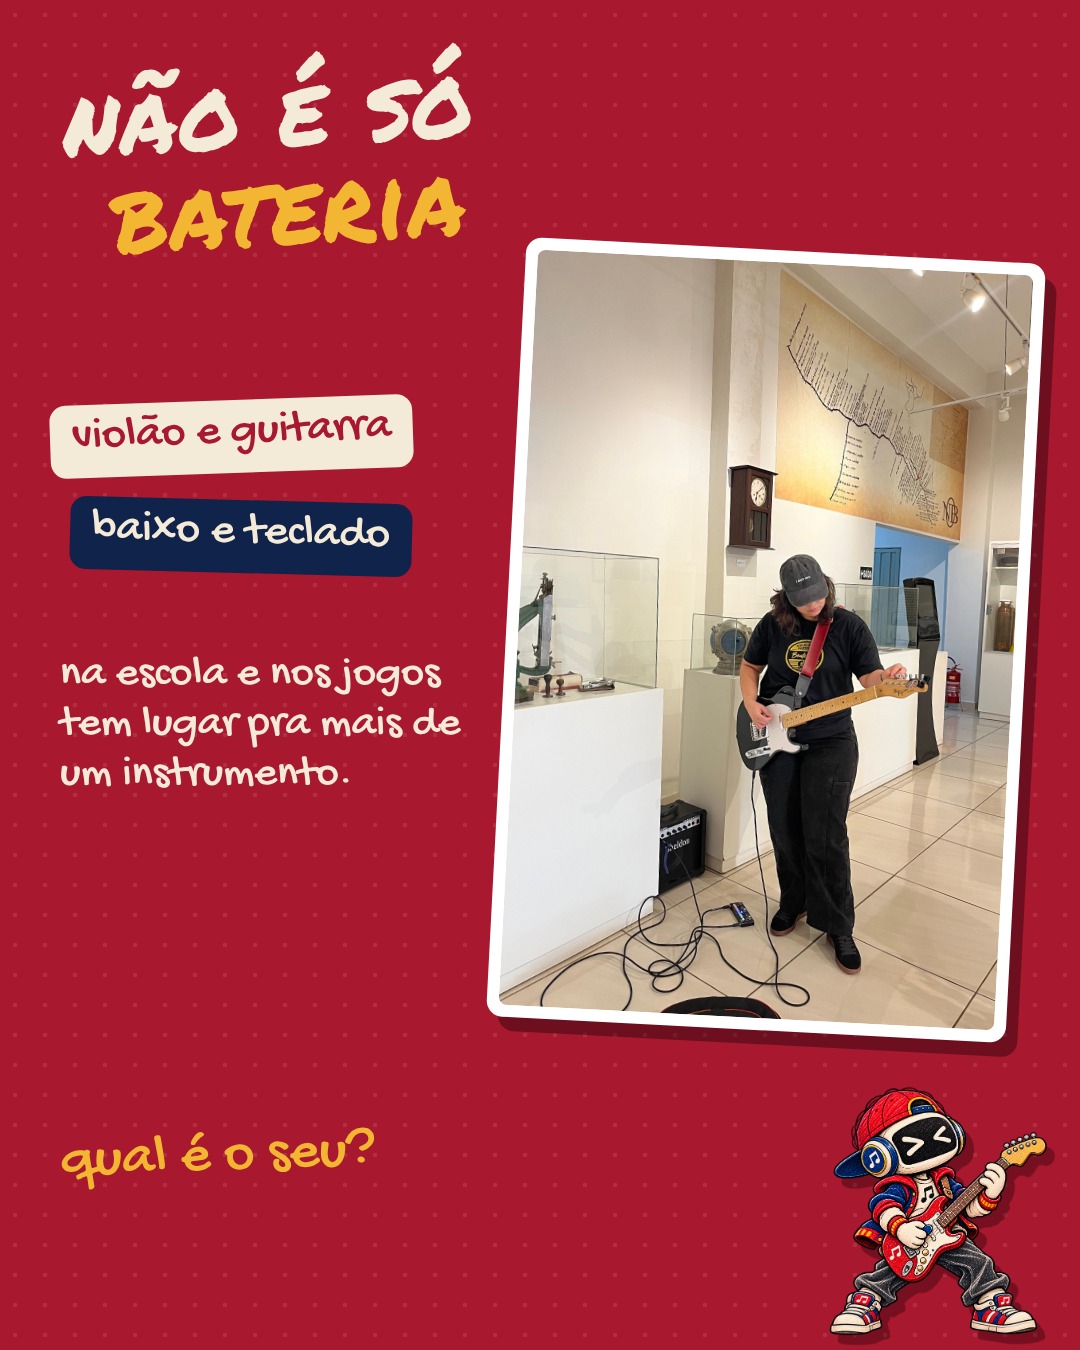 NÃO É SÓ
BATERIA
violão e guitarra
baixo e teclado
na escola e nos jogos
tem lugar pra mais de
um instrumento.
qual é o seu?